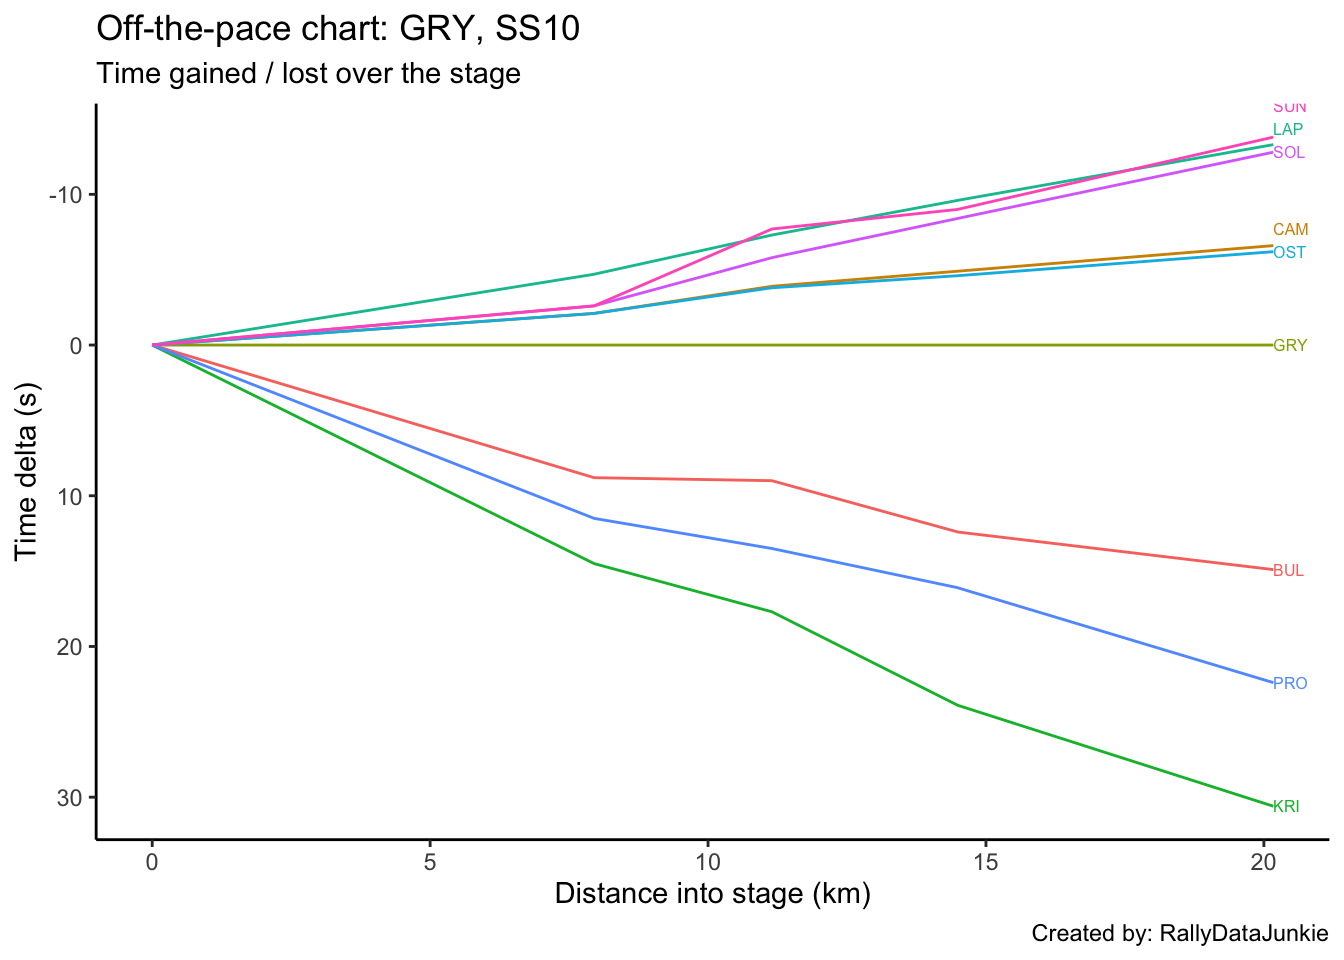 Off-the-pace chart: GRY, SS10
Time gained / lost over the stage
SUN
LAP
SOL
-10
CAM
OST
0
GRY
Time delta (s)
10
BUL
20
PRO
30
KRI
0 5 10 15 20
Distance into stage (km)
Created by: RallyDataJunkie